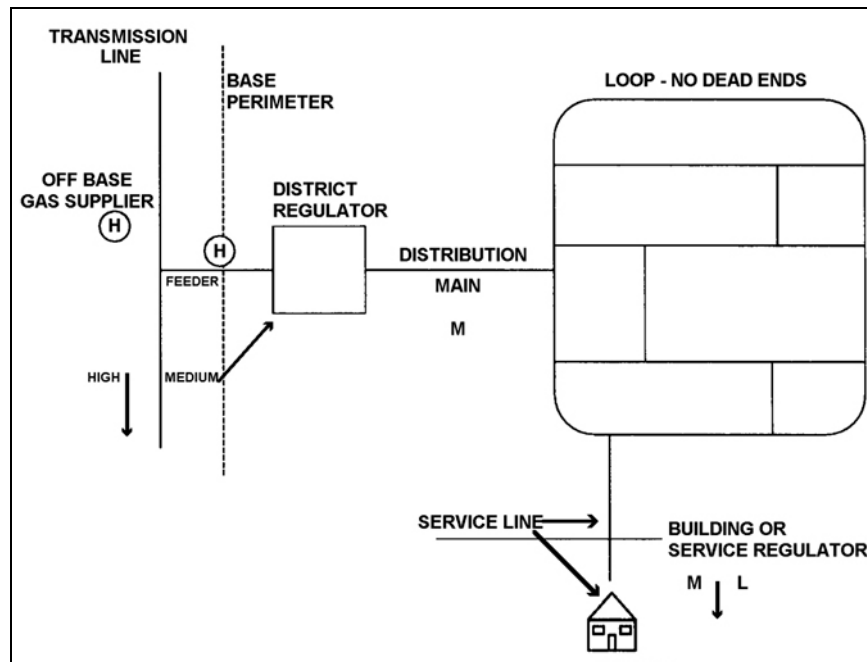 TRANSMISSION
LINE
BASE
PERIMETER
LOOP - NO DEAD ENDS
OFF BASE
GAS SUPPLIER
H
DISTRICT
REGULATOR
H
DISTRIBUTION
FEEDER
MAIN
M
HIGH
MEDIUM
SERVICE LINE
BUILDING OR
SERVICE REGULATOR
M L